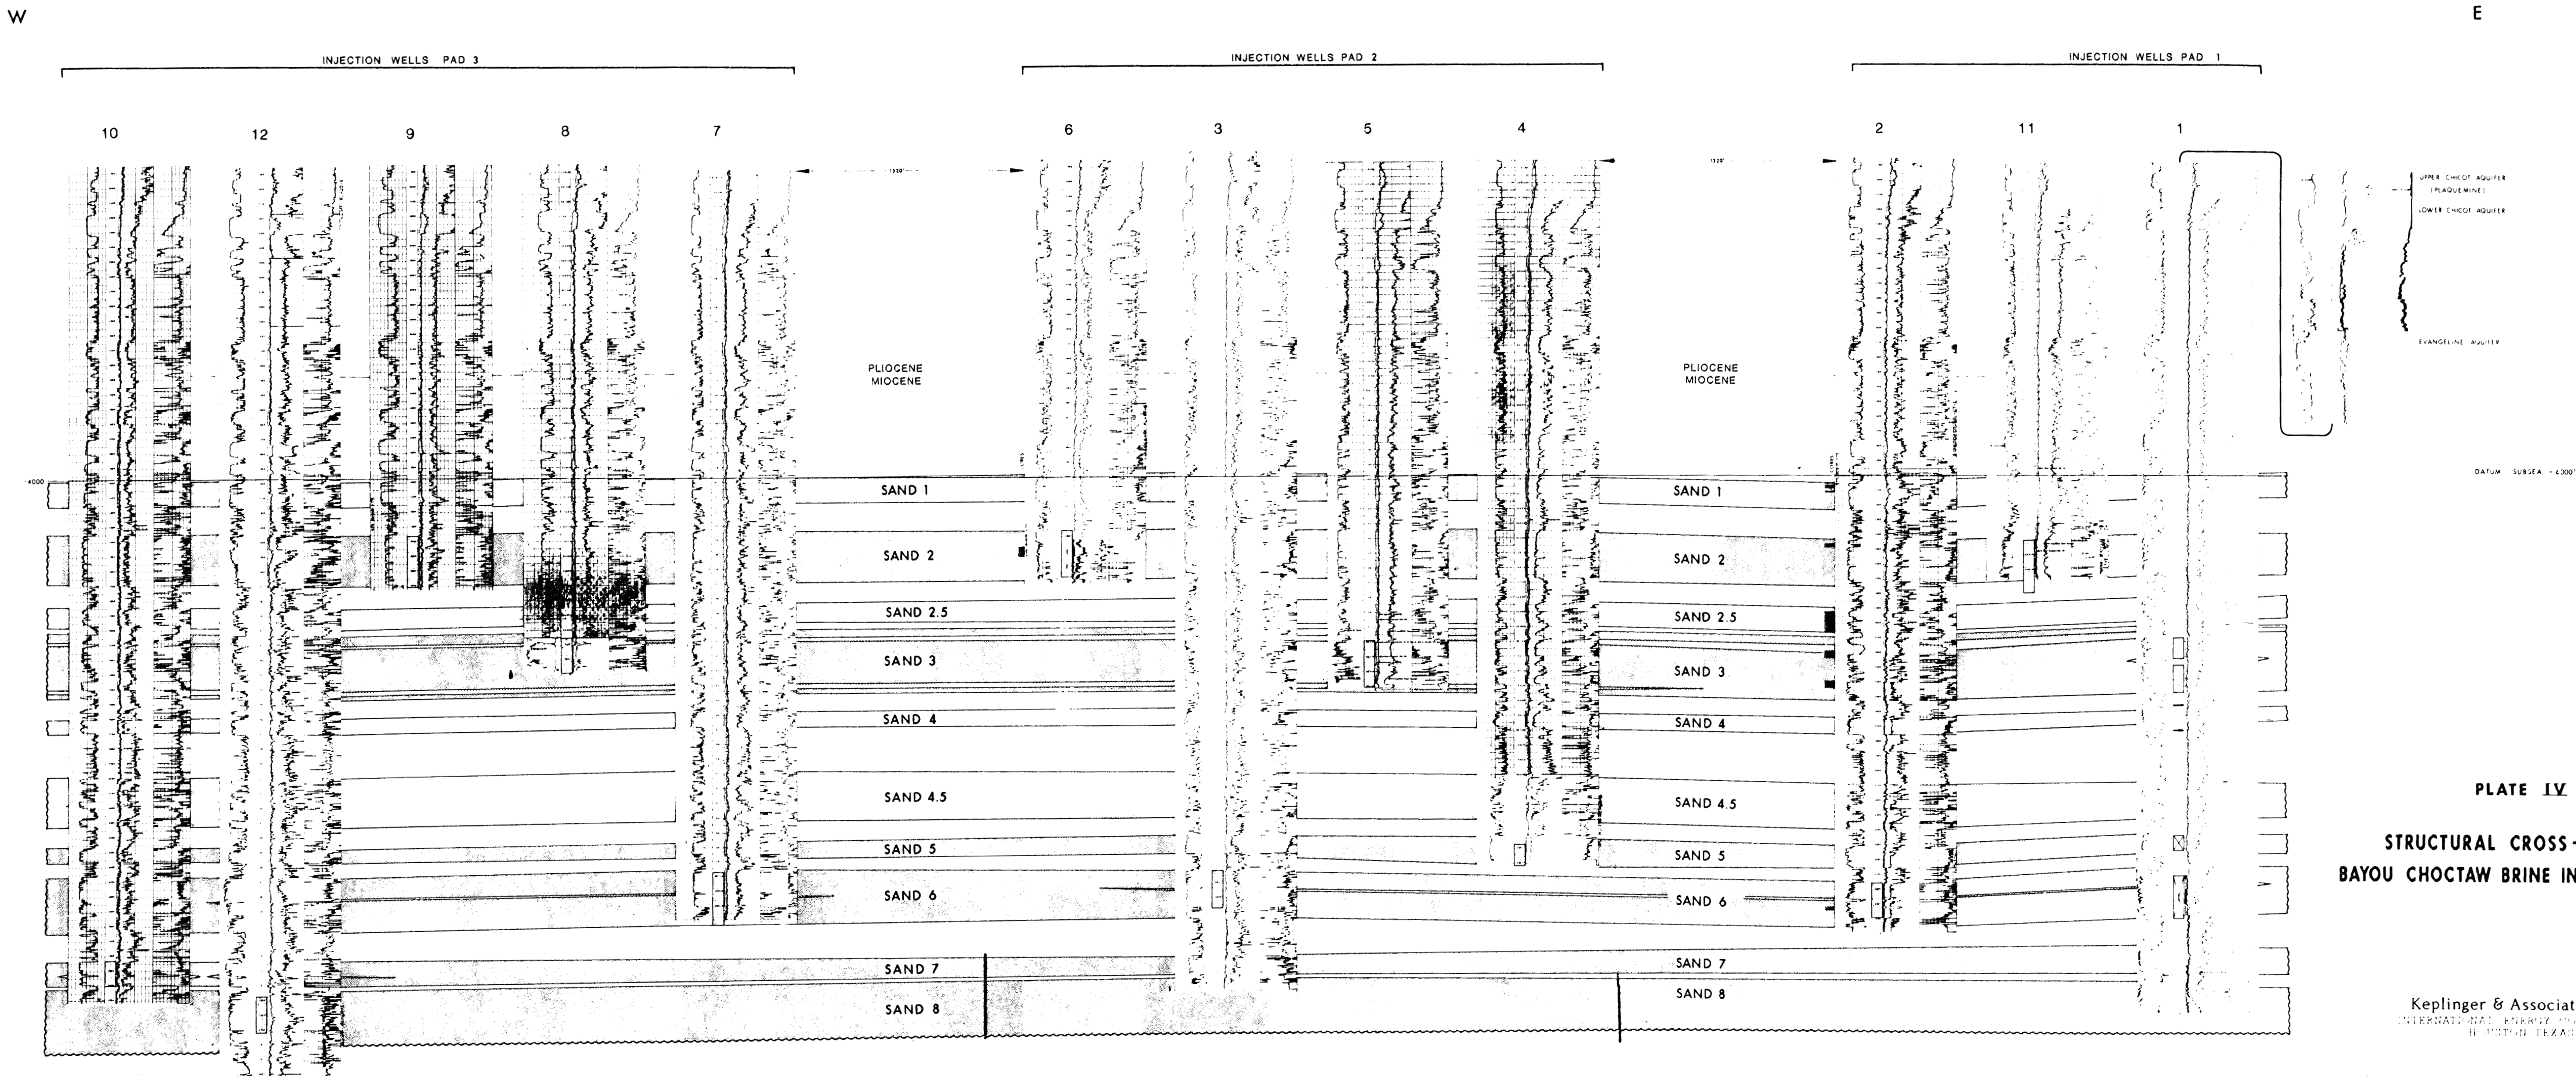 W
E
INJECTION WELLS PAD 3
INJECTION WELLS PAD 2
INJECTION WELLS PAD 1
10
12
9
8
7
6
3
5
4
2
11
1
1320'
1320'
UPPER CHICOT AQUIFER
(PLAQUEMINE)
LOWER CHICOT AQUIFER
EVANGELINE AQUIFER
PLIOCENE
MIOCENE
PLIOCENE
MIOCENE
4000
DATUM SUBSEA -4000'
SAND 1
SAND 1
SAND 2
SAND 2
SAND 2.5
SAND 2.5
SAND 3
SAND 3
SAND 4
SAND 4
SAND 4.5
SAND 4.5
SAND 5
SAND 5
SAND 6
SAND 6
SAND 7
SAND 7
SAND 8
SAND 8
PLATE IV
STRUCTURAL CROSS-
BAYOU CHOCTAW BRINE IN
Keplinger & Associat
INTERNATIONAL ENERGY
HOUSTON TEXAS